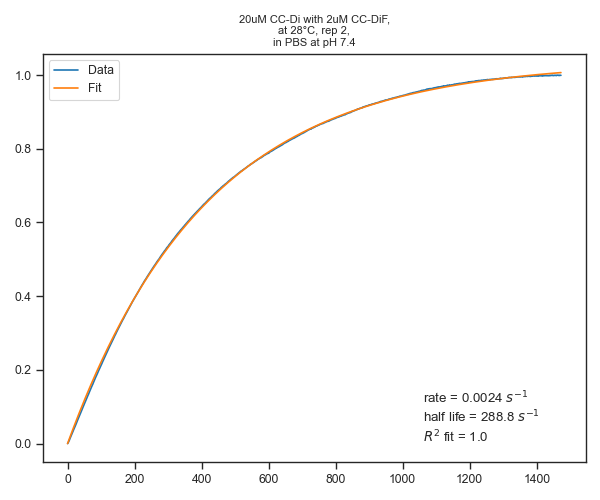 20uM CC-Di with 2uM CC-DiF,
at 28°C, rep 2,
in PBS at pH 7.4
Data
Fit
1.0
0.8
0.6
0.4
0.2
0.0
rate = 0.0024 s⁻¹
half life = 288.8 s⁻¹
R² fit = 1.0
0 200 400 600 800 1000 1200 1400